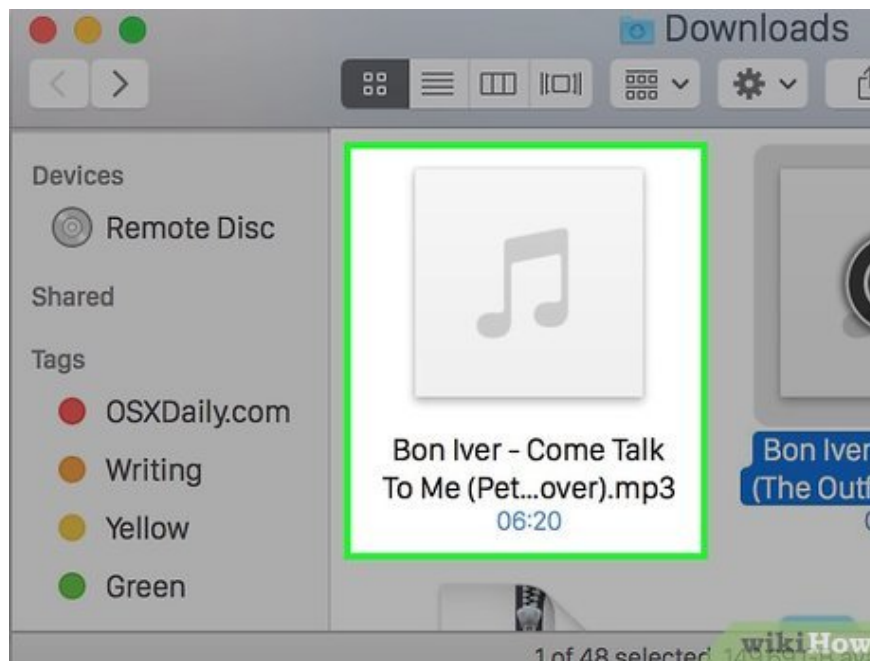 Downloads
Devices
Remote Disc
Shared
Tags
OSXDaily.com
Writing
Yellow
Green
Bon Iver - Come Talk
To Me (Pet...over).mp3
06:20
Bon Iver
(The Outf
1 of 48 selected
wikiHow